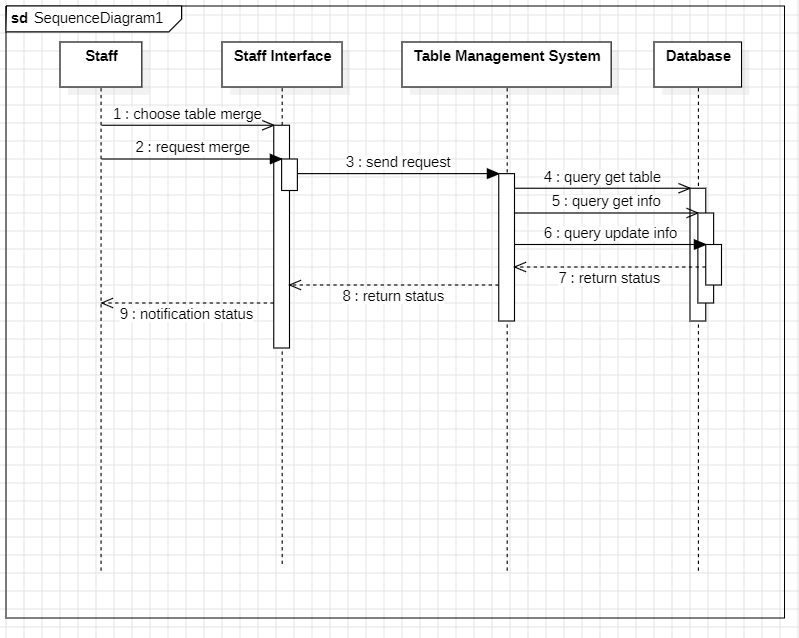 sd SequenceDiagram1
Staff
Staff Interface
Table Management System
Database
1 : choose table merge
2 : request merge
3 : send request
4 : query get table
5 : query get info
6 : query update info
7 : return status
8 : return status
9 : notification status